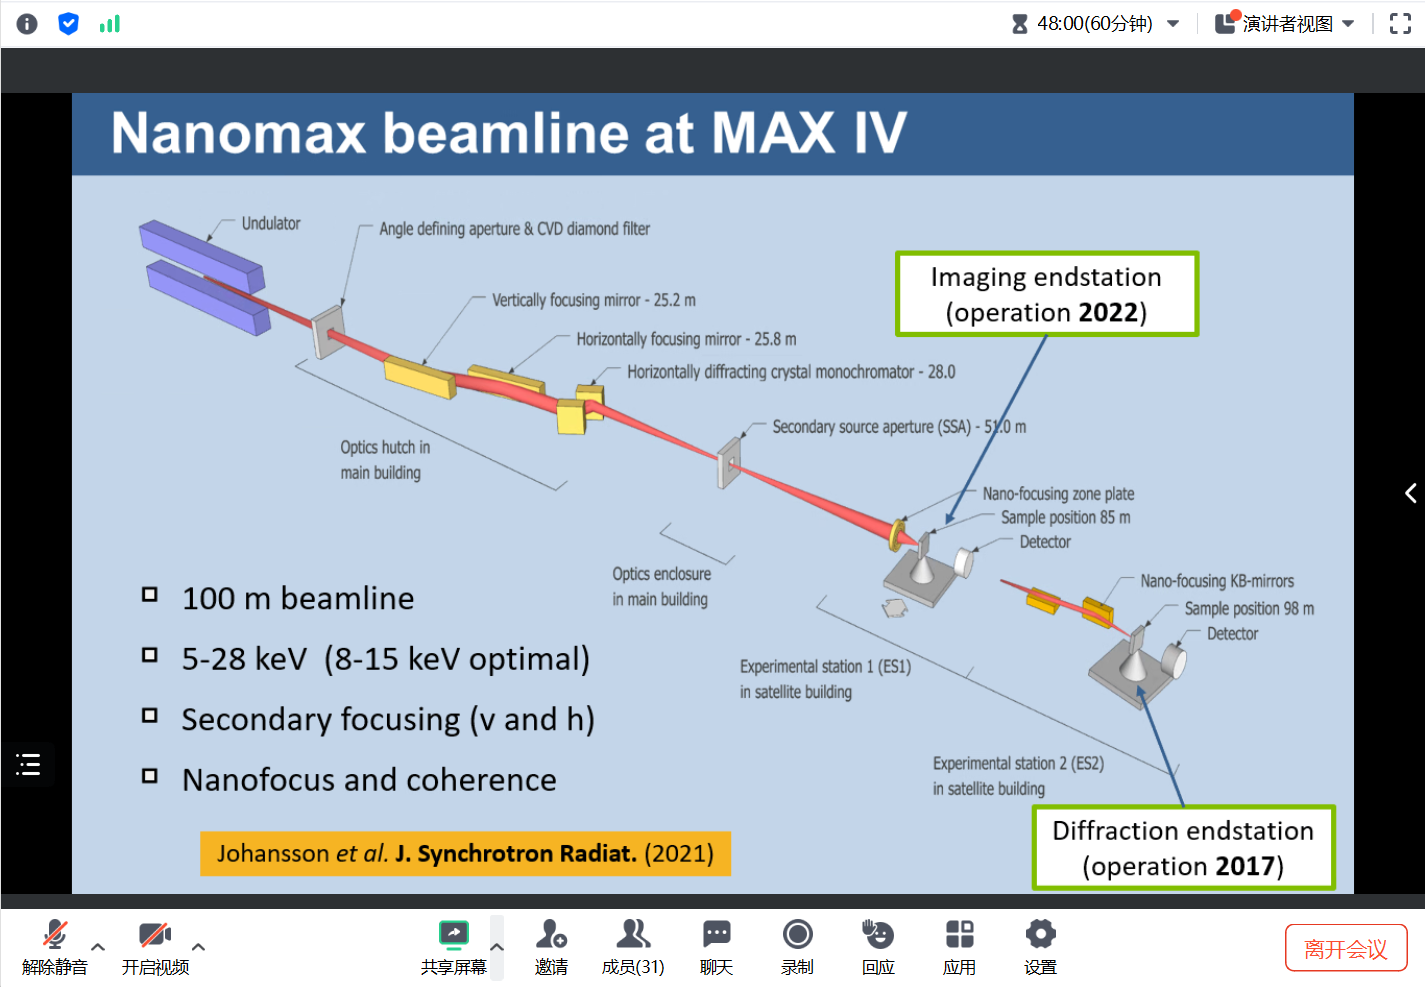 48:00(60分钟)
演讲者视图
Nanomax beamline at MAX IV
Undulator
Angle defining aperture & CVD diamond filter
Vertically focusing mirror - 25.2 m
Horizontally focusing mirror - 25.8 m
Horizontally diffracting crystal monochromator - 28.0
Secondary source aperture (SSA) - 51.0 m
Imaging endstation
(operation 2022)
Optics hutch in
main building
Nano-focusing zone plate
Sample position 85 m
Detector
Optics enclosure
in main building
Nano-focusing KB-mirrors
Sample position 98 m
Detector
Experimental station 1 (ES1)
in satellite building
Experimental station 2 (ES2)
in satellite building
100 m beamline
5-28 keV (8-15 keV optimal)
Secondary focusing (v and h)
Nanofocus and coherence
Johansson et al. J. Synchrotron Radiat. (2021)
Diffraction endstation
(operation 2017)
解除静音
开启视频
共享屏幕
邀请
成员(31)
聊天
录制
回应
应用
设置
离开会议